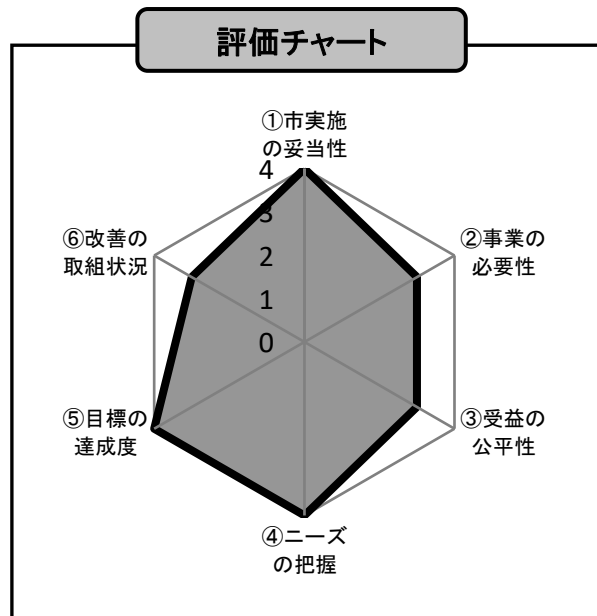 評価チャート
①市実施
の妥当性
4
3
2
1
0
②事業の
必要性
③受益の
公平性
④ニーズ
の把握
⑤目標の
達成度
⑥改善の
取組状況